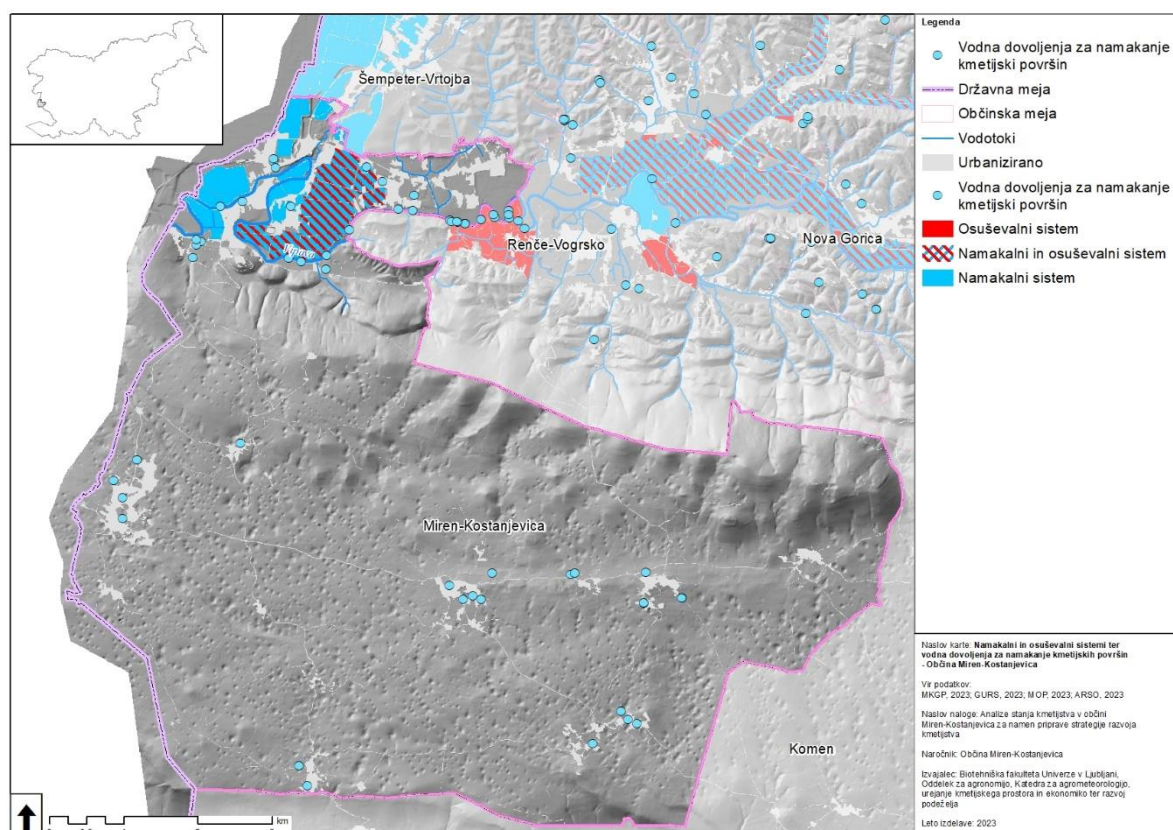 Šempeter-Vrtojba
Renče-Vogrsko
Nova Gorica
Vipava
Miren-Kostanjevica
Komen
km
Legenda
Vodna dovoljenja za namakanje
kmetijski površin
Državna meja
Občinska meja
Vodotoki
Urbanizirano
Vodna dovoljenja za namakanje
kmetijski površin
Osuševalni sistem
Namakalni in osuševalni sistem
Namakalni sistem
Naslov karte: Namakalni in osuševalni sistemi ter
vodna dovoljenja za namakanje kmetijskih površin
- Občina Miren-Kostanjevica
Vir podatkov:
MKGP, 2023; GURS, 2023; MOP, 2023; ARSO, 2023
Naslov naloge: Analize stanja kmetijstva v občini
Miren-Kostanjevica za namen priprave strategije razvoja
kmetijstva
Naročnik: Občina Miren-Kostanjevica
Izvajalec: Biotehniška fakulteta Univerze v Ljubljani,
Oddelek za agronomijo, Katedra za agrometeorologijo,
urejanje kmetijskega prostora in ekonomiko ter razvoj
podeželja
Leto izdelave: 2023